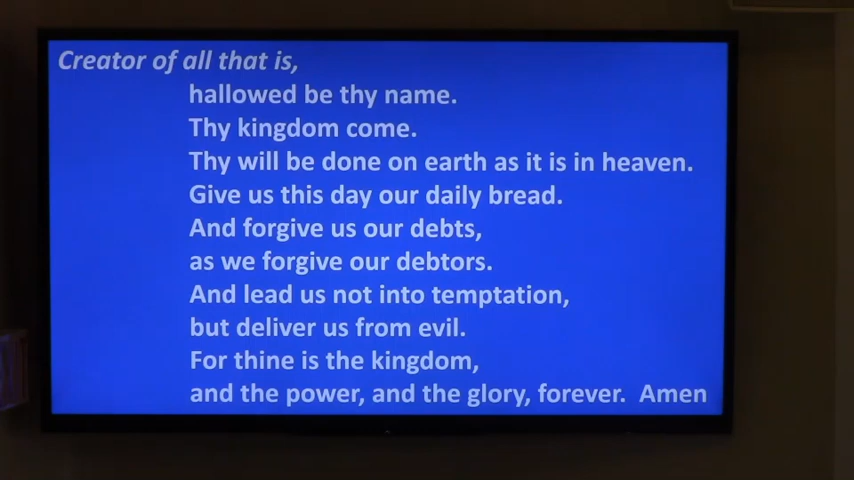 Creator of all that is,
hallowed be thy name.
Thy kingdom come.
Thy will be done on earth as it is in heaven.
Give us this day our daily bread.
And forgive us our debts,
as we forgive our debtors.
And lead us not into temptation,
but deliver us from evil.
For thine is the kingdom,
and the power, and the glory, forever. Amen